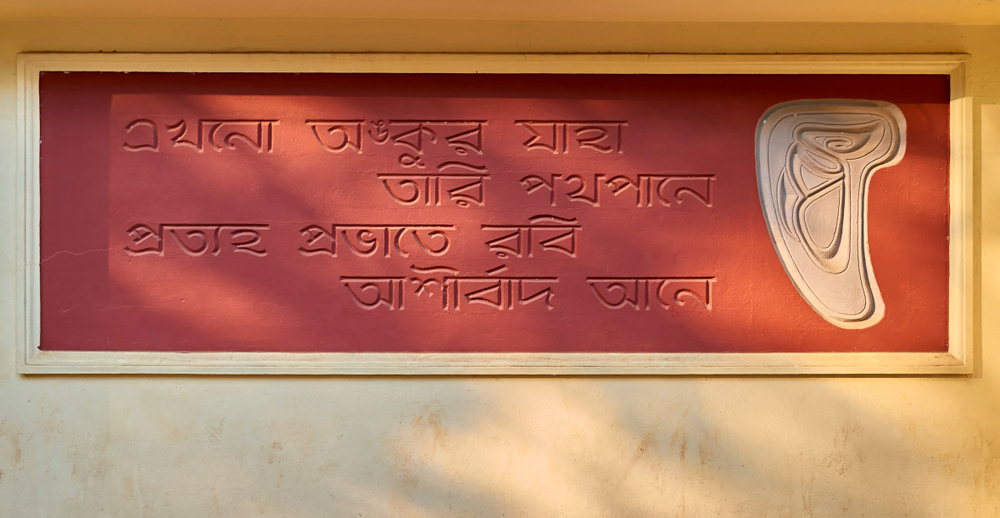 এখনো অঙ্কুর যাহা
তারি পথপানে
প্রত্যহ প্রভাতে রবি
আশীর্বাদ আনে